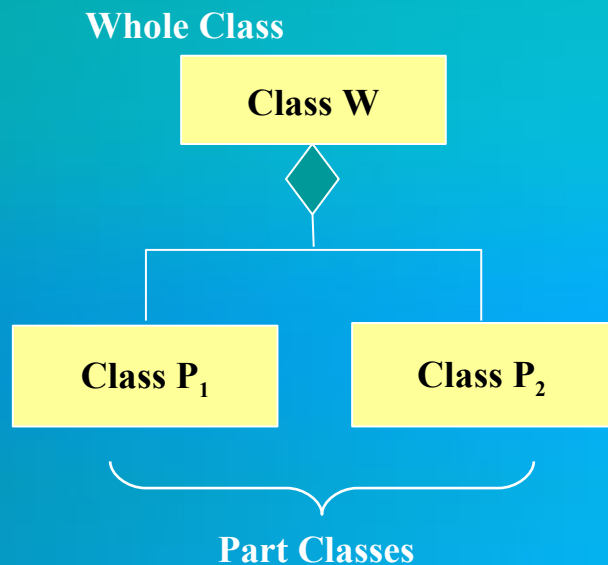 Whole Class
Class W
Class P₁
Class P₂
Part Classes